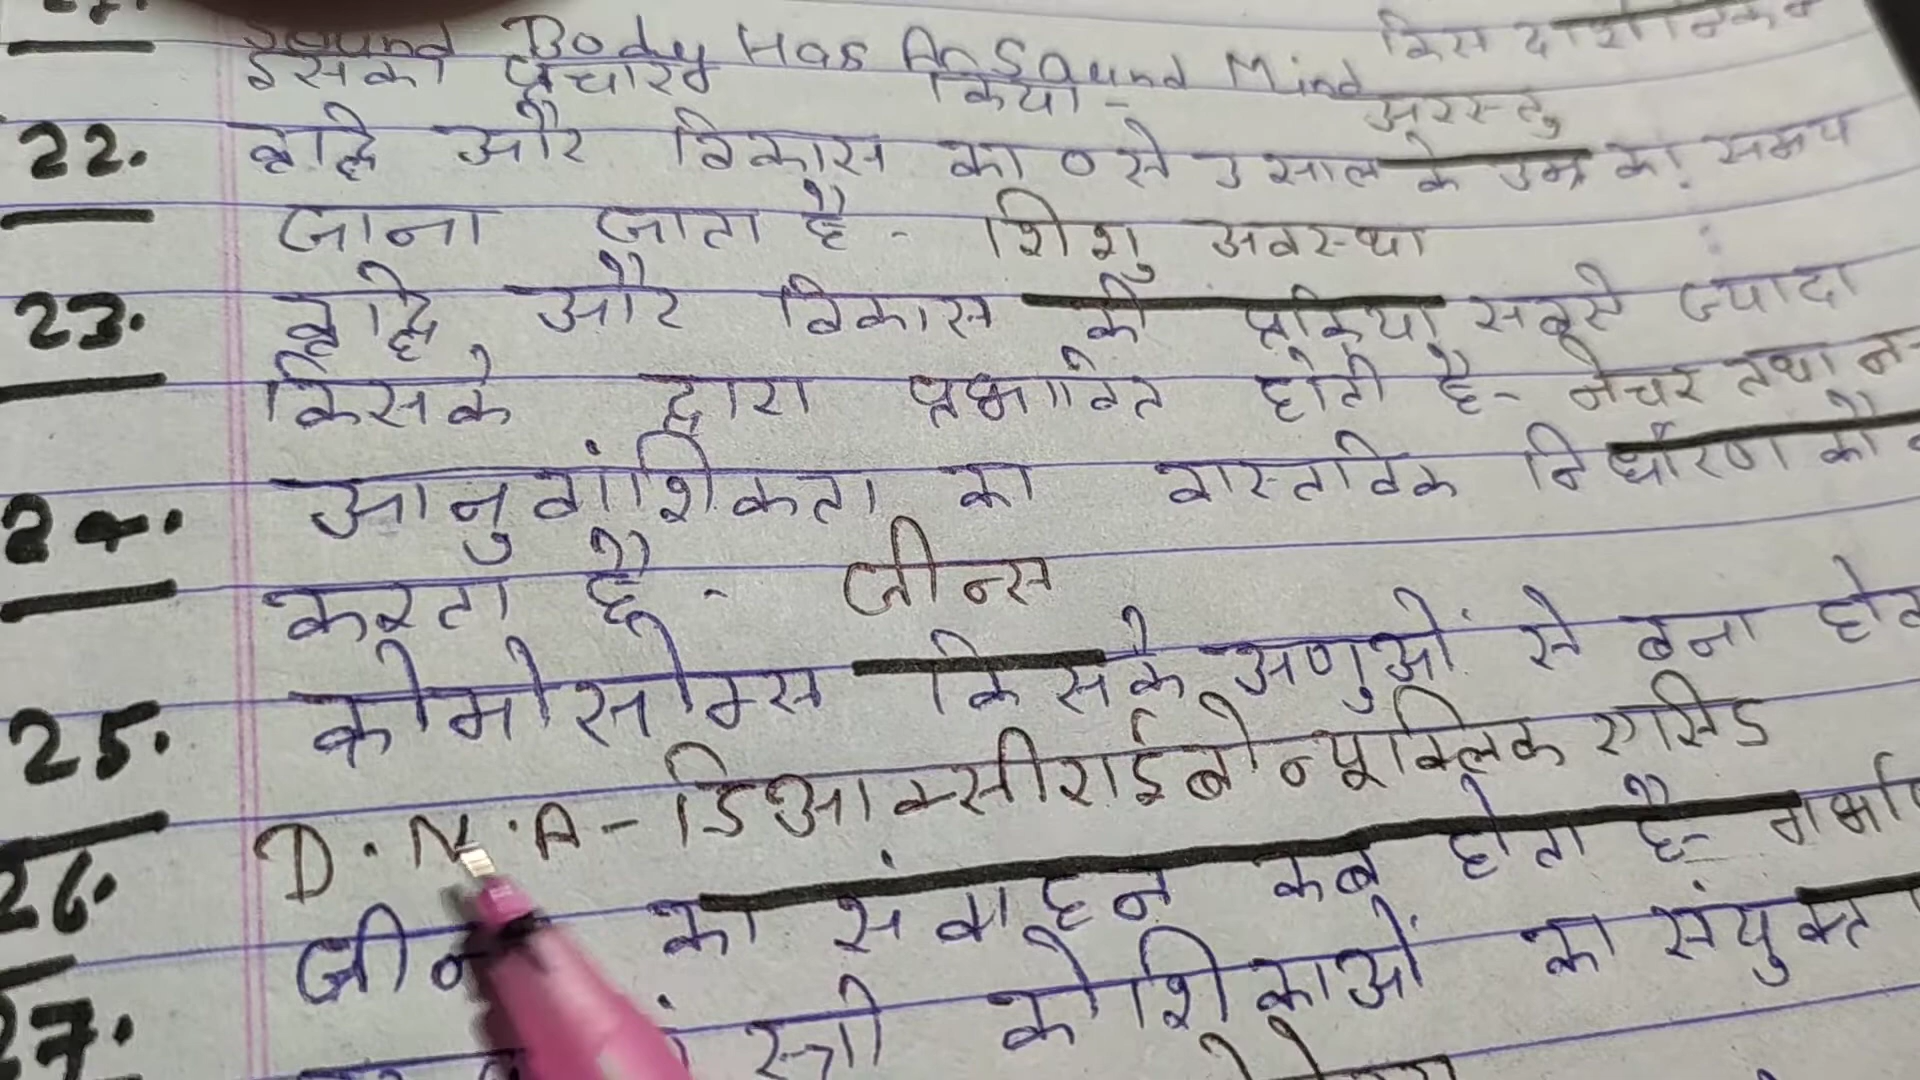 Sound Body Has A Sound Mind किस दार्शनिक ने
इसका प्रचार किया - अरस्तु
22. वृद्धि और विकास का 0 से 3 साल के उम्र का समय
जाना जाता है - शिशु अवस्था
23. वृद्धि और विकास की प्रक्रिया सबसे ज्यादा
किसके द्वारा प्रभावित होती है - नेचर तथा
24. आनुवांशिकता का वास्तविक निर्धारण कौन
करता है - जीन्स
25. क्रोमोसोम्स किसके अणुओं से बना होता
D.N.A - डिआक्सीराईबोन्यूक्लिक एसिड
26. जीन का संवाहन कब होता है -
27. स्त्री कोशिकाओं का संयुक्त